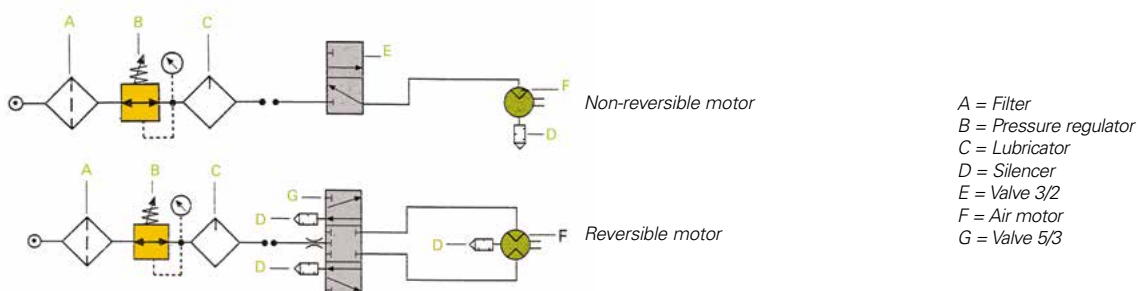 A B C
E
F
Non-reversible motor
D
A B C
G
D
D
F
Reversible motor
D
A = Filter
B = Pressure regulator
C = Lubricator
D = Silencer
E = Valve 3/2
F = Air motor
G = Valve 5/3